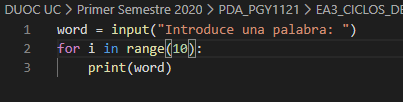 DUOC UC > Primer Semestre 2020 > PDA_PGY1121 > EA3_CICLOS_DE
1 word = input("Introduce una palabra: ")
2 for i in range(10):
3 print(word)